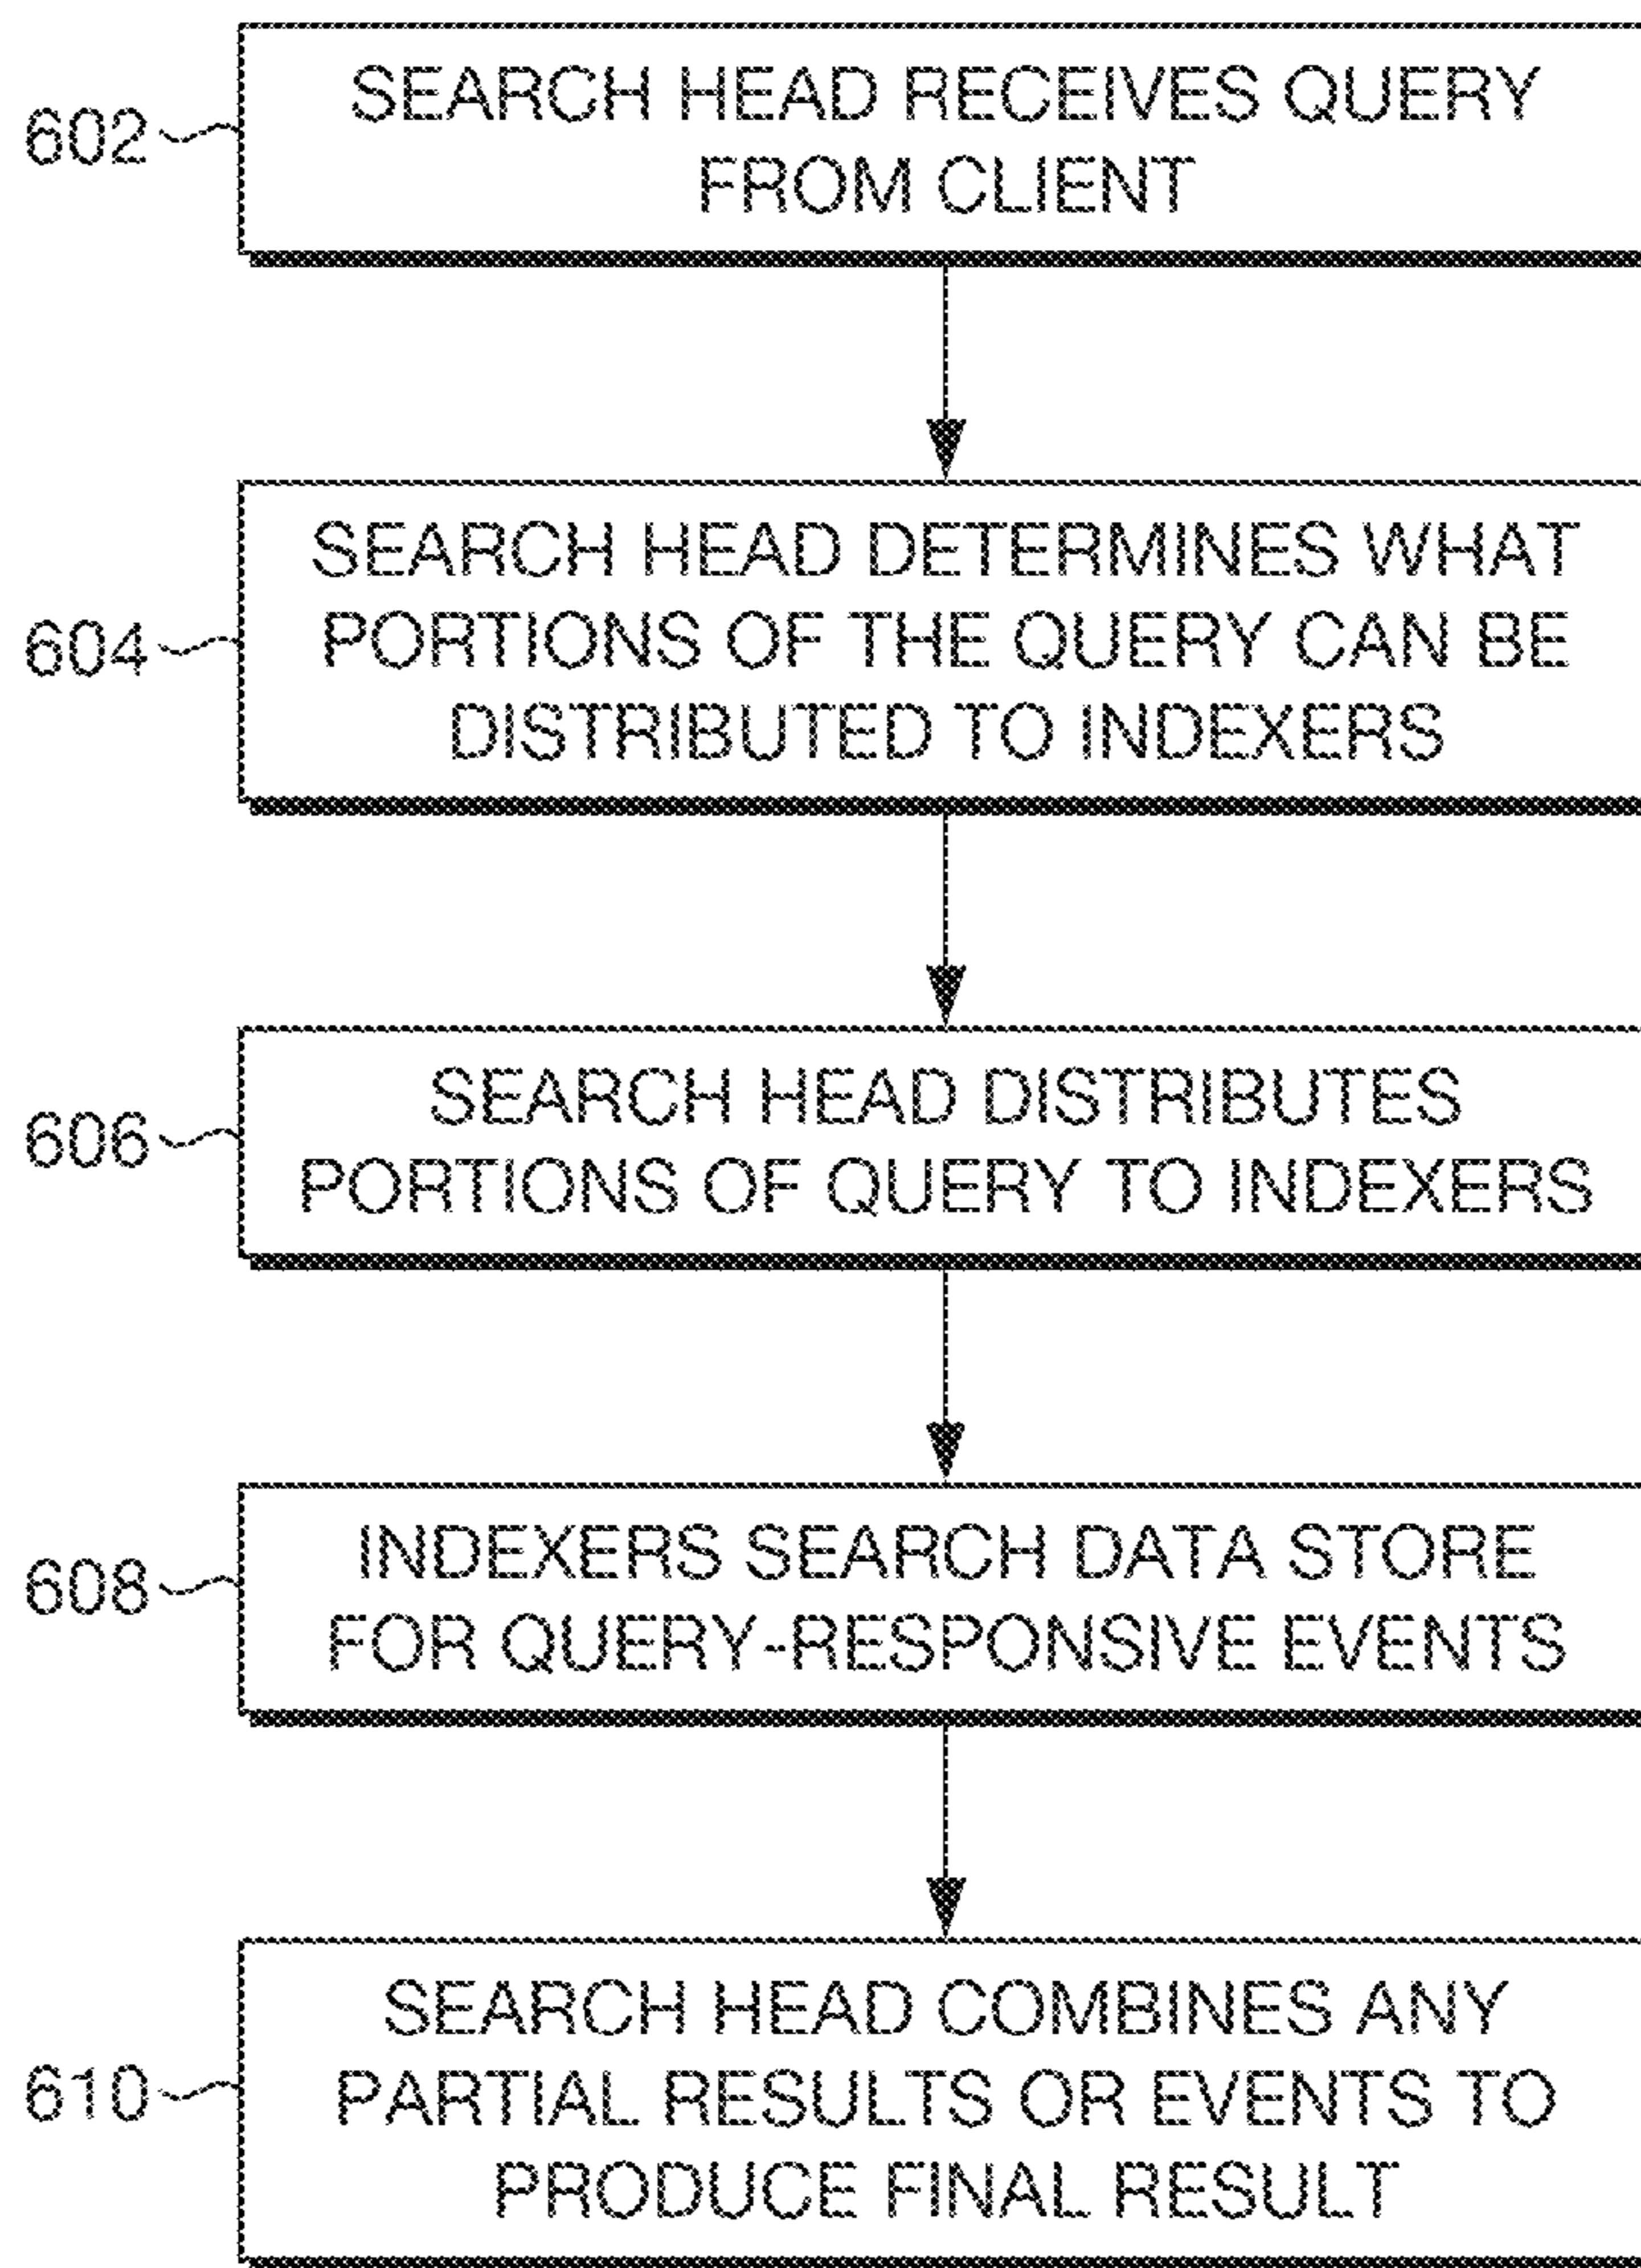 602
SEARCH HEAD RECEIVES QUERY
FROM CLIENT
604
SEARCH HEAD DETERMINES WHAT
PORTIONS OF THE QUERY CAN BE
DISTRIBUTED TO INDEXERS
606
SEARCH HEAD DISTRIBUTES
PORTIONS OF QUERY TO INDEXERS
608
INDEXERS SEARCH DATA STORE
FOR QUERY-RESPONSIVE EVENTS
610
SEARCH HEAD COMBINES ANY
PARTIAL RESULTS OR EVENTS TO
PRODUCE FINAL RESULT